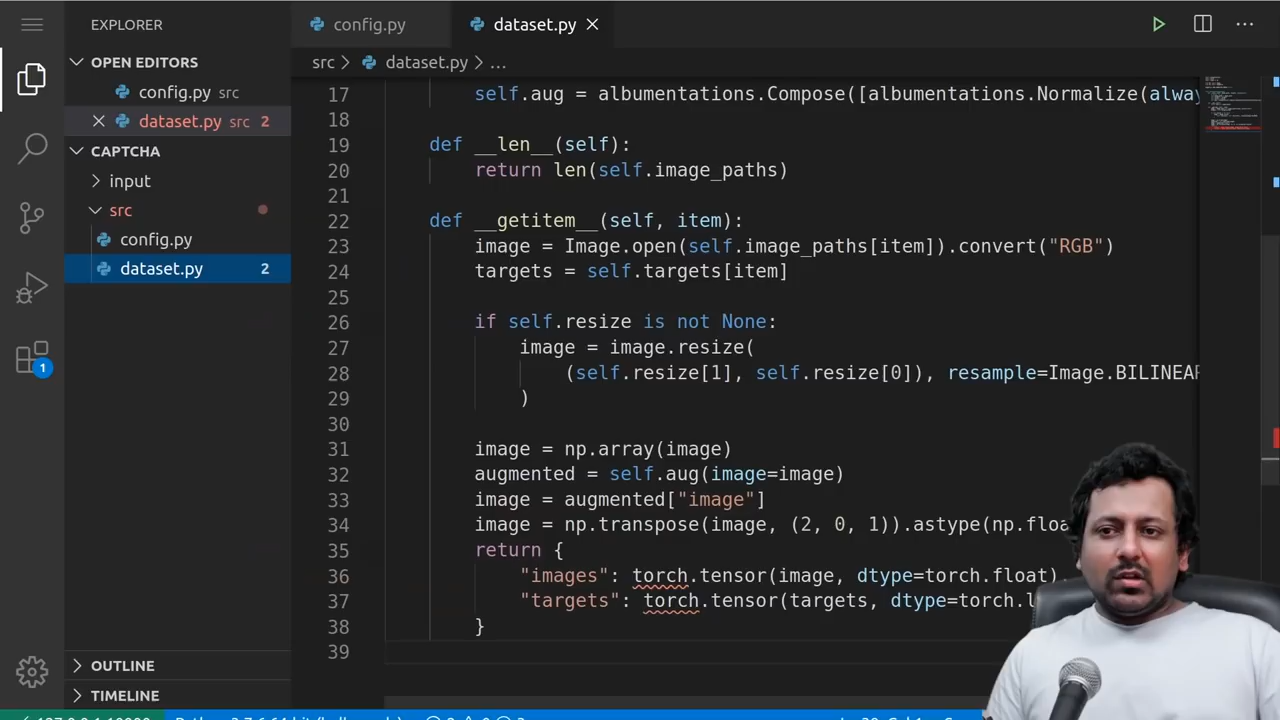 EXPLORER
OPEN EDITORS
config.py src
dataset.py src 2
CAPTCHA
input
src
config.py
dataset.py 2
OUTLINE
TIMELINE
1
config.py
dataset.py
src > dataset.py > ...
17 self.aug = albumentations.Compose([albumentations.Normalize(alway
18
19 def __len__(self):
20 return len(self.image_paths)
21
22 def __getitem__(self, item):
23 image = Image.open(self.image_paths[item]).convert("RGB")
24 targets = self.targets[item]
25
26 if self.resize is not None:
27 image = image.resize(
28 (self.resize[1], self.resize[0]), resample=Image.BILINEAR
29 )
30
31 image = np.array(image)
32 augmented = self.aug(image=image)
33 image = augmented["image"]
34 image = np.transpose(image, (2, 0, 1)).astype(np.floa
35 return {
36 "images": torch.tensor(image, dtype=torch.float),
37 "targets": torch.tensor(targets, dtype=torch.l
38 }
39